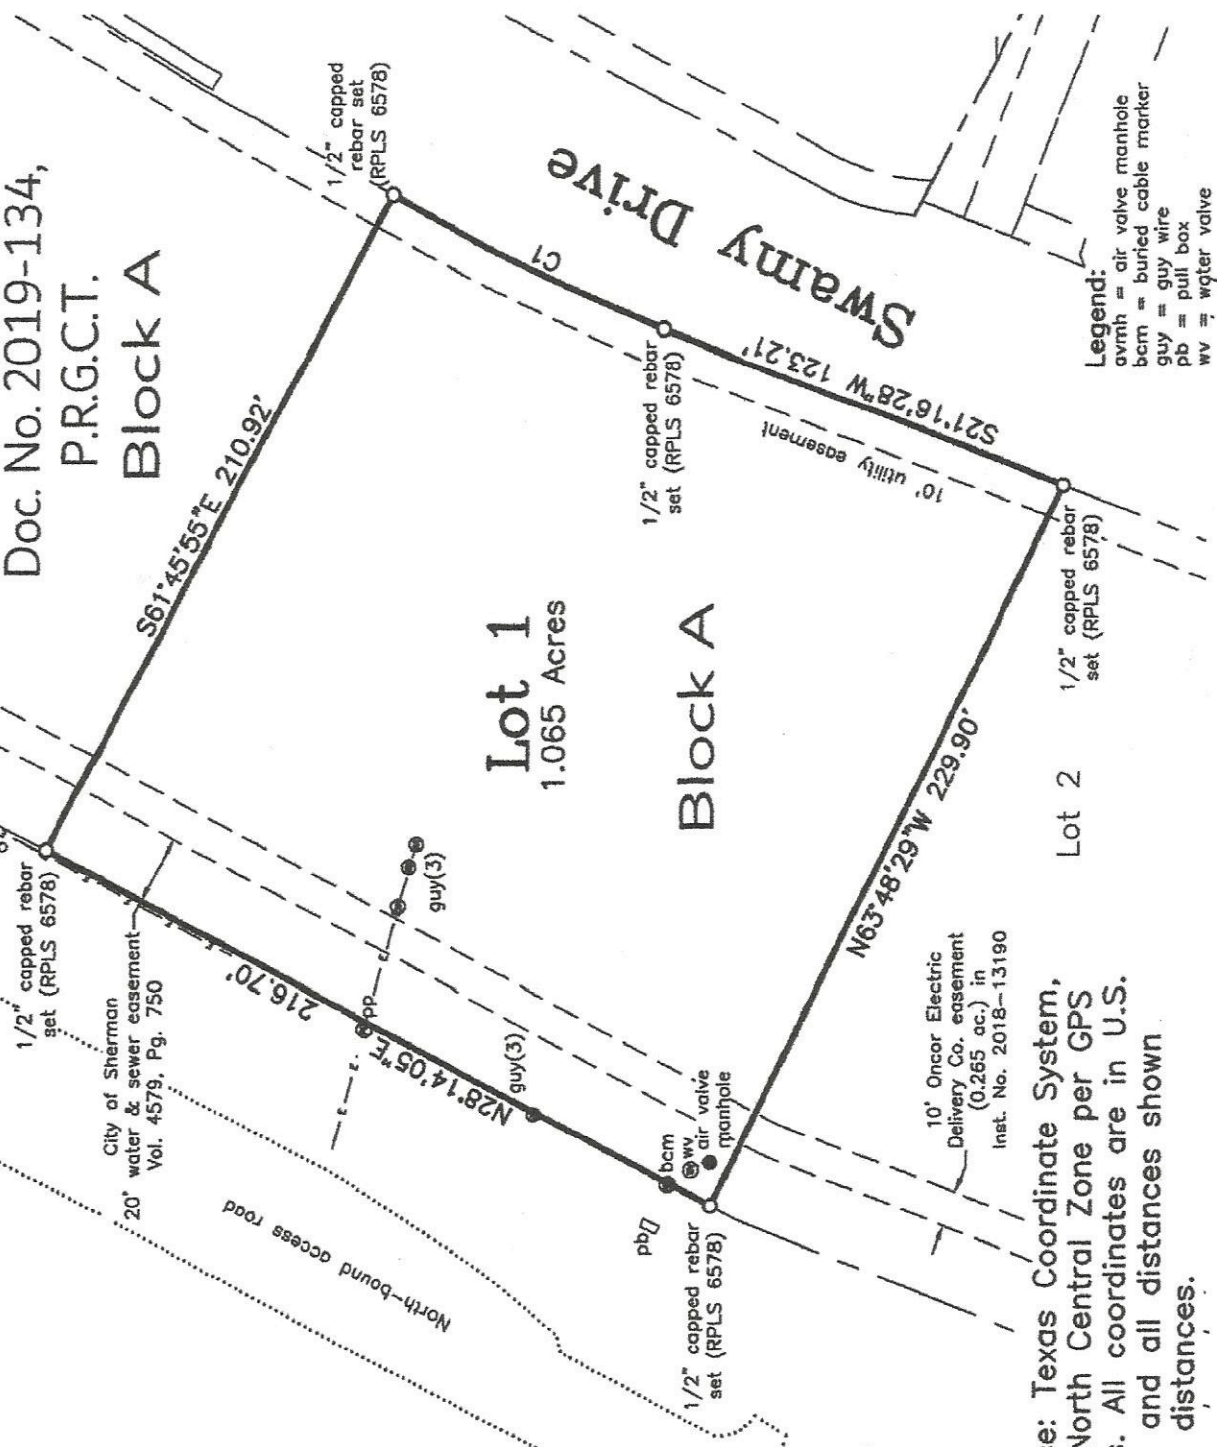 Doc. No. 2019-134,
P.R.G.C.T.
Block A
1/2" capped
rebar set
(RPLS 6578)
S61°45'55"E 210.92'
C1
Swamy Drive
1/2" capped rebar
set (RPLS 6578)
S21°16'28"W 123.21'
10' utility easement
Lot 1
1.065 Acres
Block A
1/2" capped rebar
set (RPLS 6578)
City of Sherman
20' water & sewer easement
Vol. 4579, Pg. 750
216.70'
N28°14'05"E
pp
guy(3)
guy(3)
bcm
wv
air valve
manhole
pb
North-bound access road
1/2" capped rebar
set (RPLS 6578)
N63°48'29"W 229.90'
1/2" capped rebar
set (RPLS 6578)
Lot 2
10' Oncor Electric
Delivery Co. easement
(0.265 ac.) in
Inst. No. 2018-13190
Legend:
avmh = air valve manhole
bcm = buried cable marker
guy = guy wire
pb = pull box
wv = water valve
e: Texas Coordinate System,
North Central Zone per GPS
s. All coordinates are in U.S.
and all distances shown
distances.